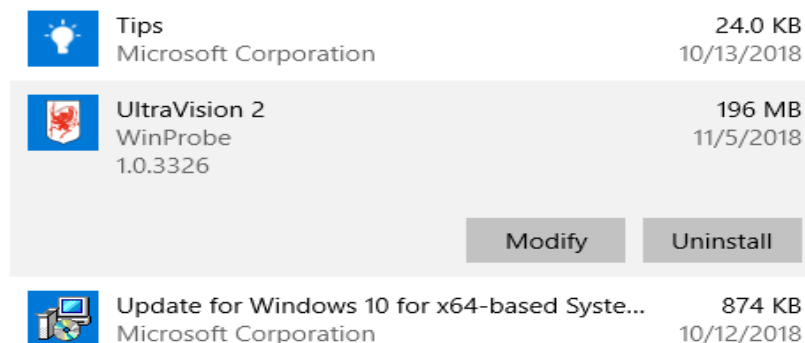 Tips 24.0 KB
Microsoft Corporation 10/13/2018
UltraVision 2 196 MB
WinProbe 11/5/2018
1.0.3326
Modify Uninstall
Update for Windows 10 for x64-based Syste... 874 KB
Microsoft Corporation 10/12/2018